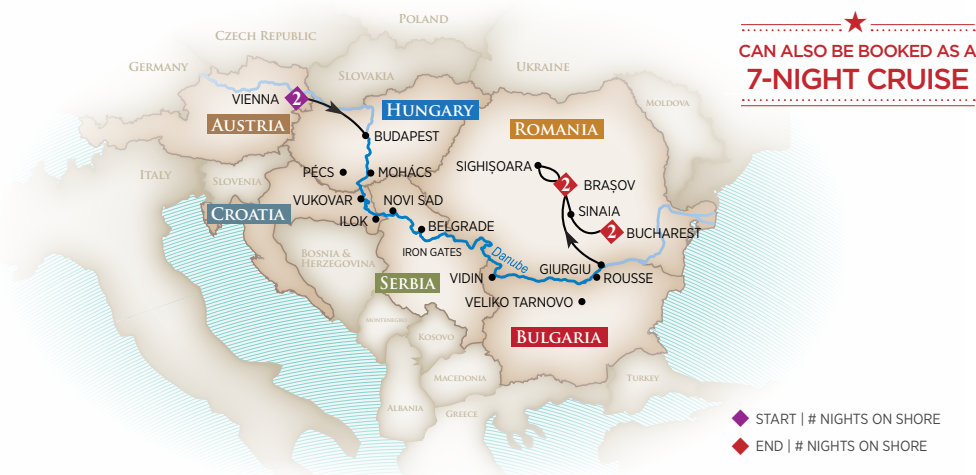 POLAND
CZECH REPUBLIC
GERMANY
SLOVAKIA
UKRAINE
CAN ALSO BE BOOKED AS A
7-NIGHT CRUISE
VIENNA
2
AUSTRIA
HUNGARY
BUDAPEST
MOLDOVA
ROMANIA
SIGHIȘOARA
ITALY
SLOVENIA
PÉCS
MOHÁCS
2
BRAȘOV
CROATIA
VUKOVAR
NOVI SAD
ILOK
SINAIA
2
BUCHAREST
BELGRADE
IRON GATES
BOSNIA &
HERZEGOVINA
Danube
SERBIA
VIDIN
GIURGIU
ROUSSE
VELIKO TARNOVO
MONTENEGRO
KOSOVO
BULGARIA
MACEDONIA
TURKEY
ALBANIA
GREECE
START | # NIGHTS ON SHORE
END | # NIGHTS ON SHORE